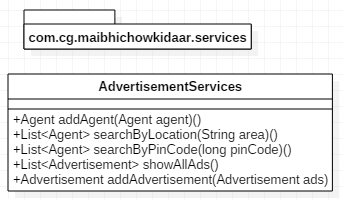 com.cg.maibhichowkidaar.services
AdvertisementServices
+Agent addAgent(Agent agent)()
+List<Agent> searchByLocation(String area)()
+List<Agent> searchByPinCode(long pinCode)()
+List<Advertisement> showAllAds()
+Advertisement addAdvertisement(Advertisement ads)